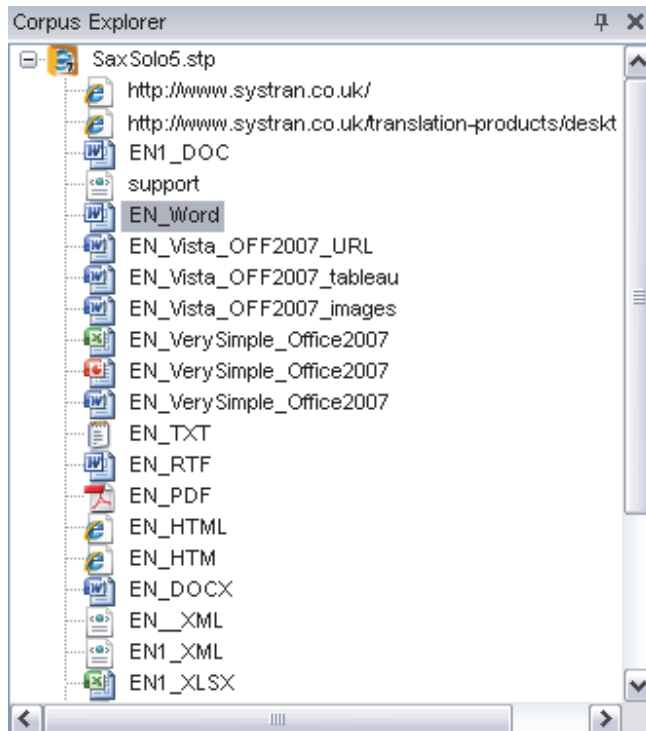 Corpus Explorer
SaxSolo5.stp
http://www.systran.co.uk/
http://www.systran.co.uk/translation-products/deskt
EN1_DOC
support
EN_Word
EN_Vista_OFF2007_URL
EN_Vista_OFF2007_tableau
EN_Vista_OFF2007_images
EN_VerySimple_Office2007
EN_VerySimple_Office2007
EN_VerySimple_Office2007
EN_TXT
EN_RTF
EN_PDF
EN_HTML
EN_HTM
EN_DOCX
EN__XML
EN1_XML
EN1_XLSX